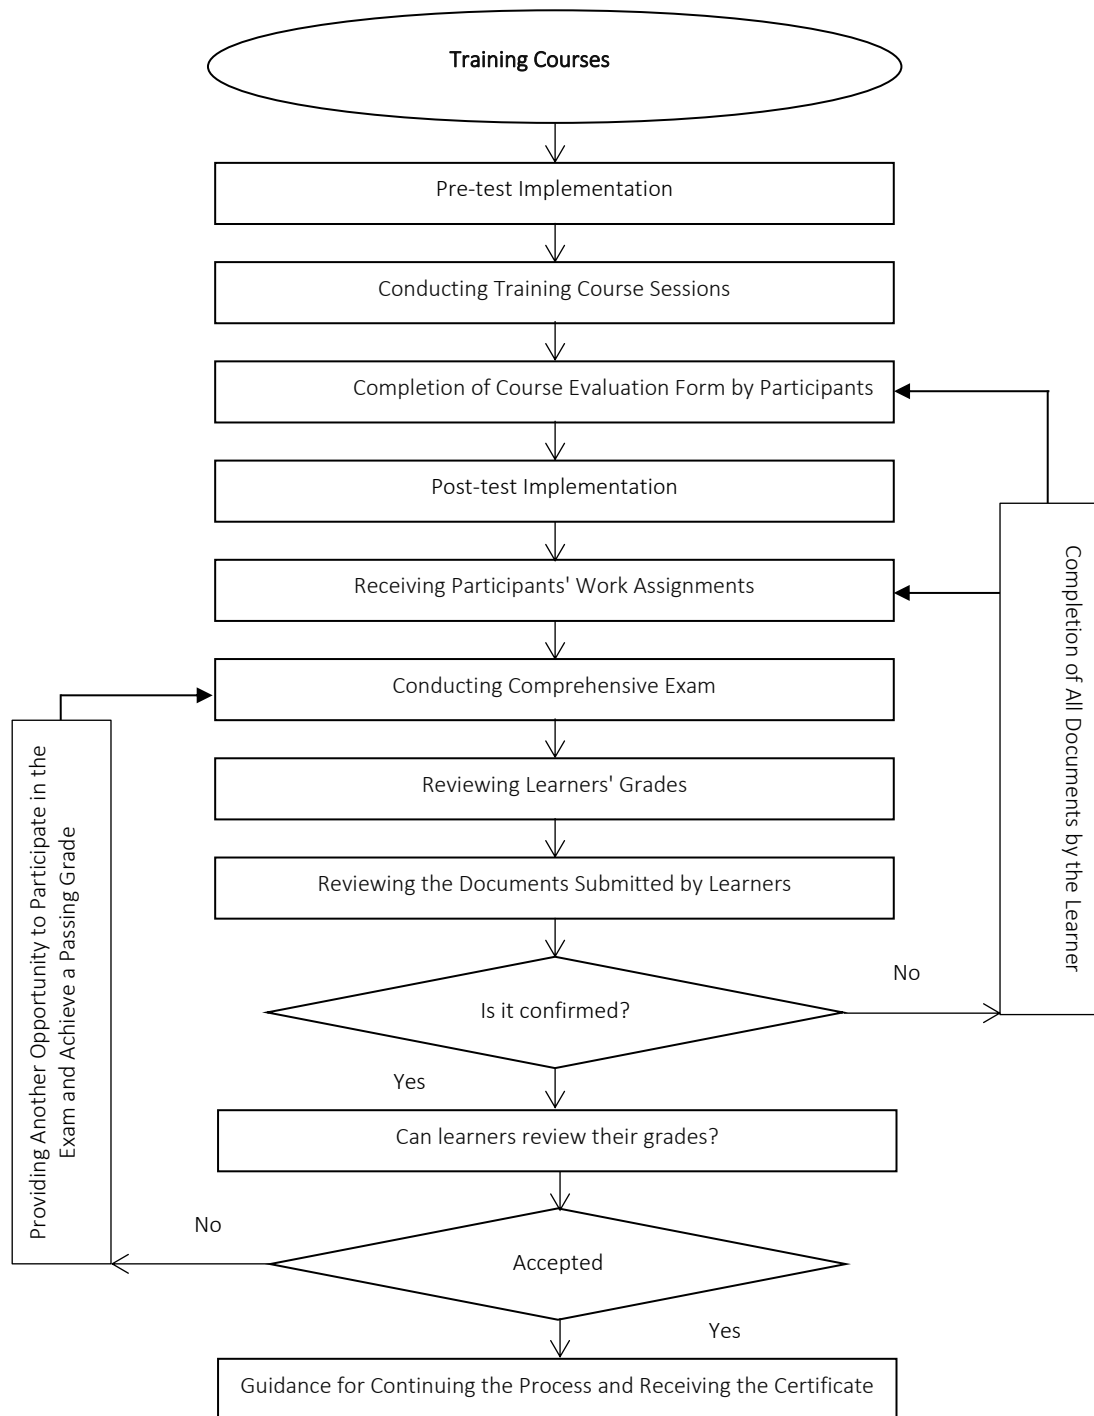 Training Courses
Pre-test Implementation
Conducting Training Course Sessions
Completion of Course Evaluation Form by Participants
Post-test Implementation
Receiving Participants' Work Assignments
Conducting Comprehensive Exam
Reviewing Learners' Grades
Reviewing the Documents Submitted by Learners
Is it confirmed?
No
Completion of All Documents by the Learner
Yes
Can learners review their grades?
Accepted
No
Providing Another Opportunity to Participate in the
Exam and Achieve a Passing Grade
Yes
Guidance for Continuing the Process and Receiving the Certificate